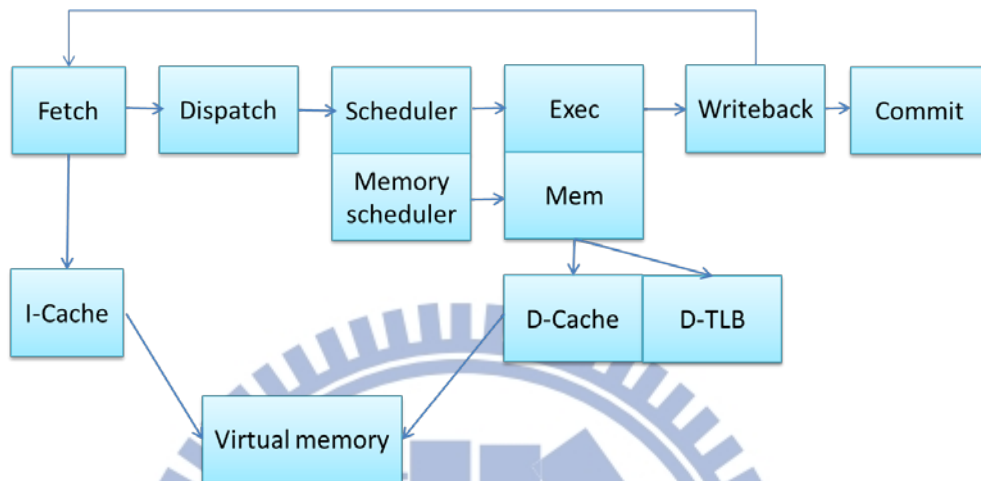 Fetch
Dispatch
Scheduler
Exec
Writeback
Commit
Memory
scheduler
Mem
I-Cache
D-Cache
D-TLB
Virtual memory